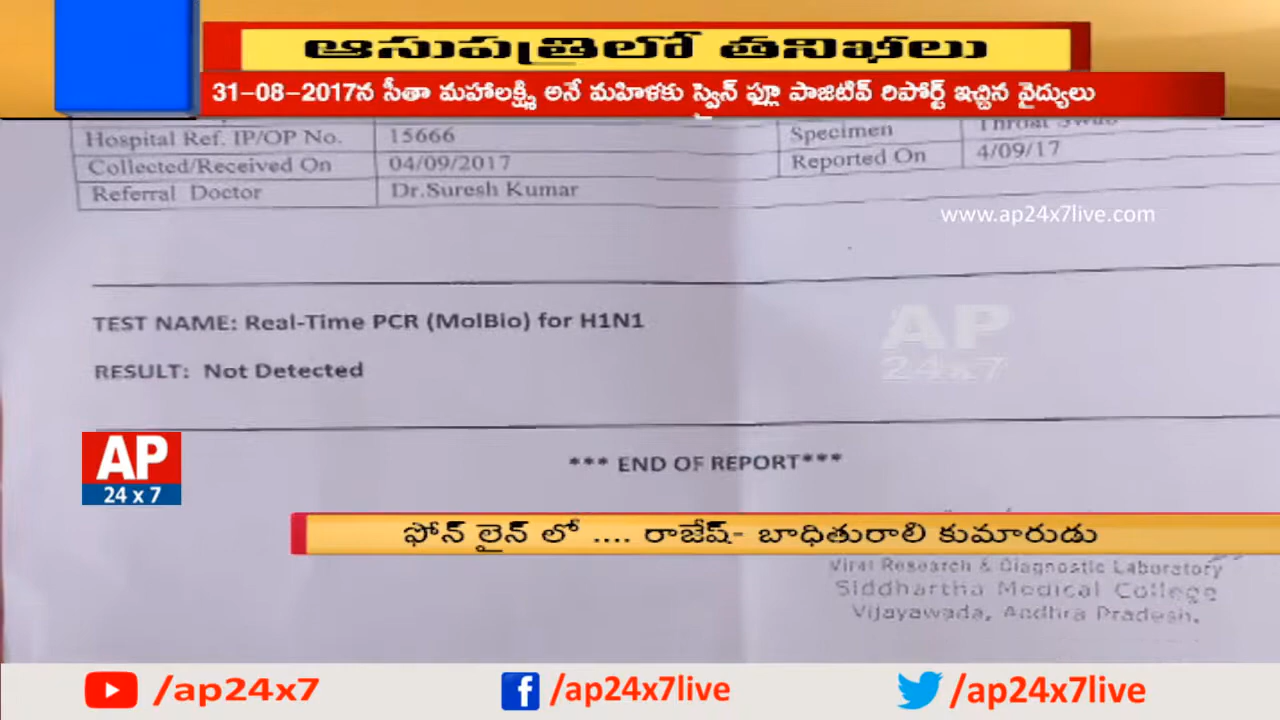 ఆసుపత్రిలో తనిఖీలు
31-08-2017న సీతా మహాలక్ష్మి అనే మహిళకు స్వైన్ ఫ్లూ పాజిటివ్ రిపోర్ట్ ఇచ్చిన వైద్యులు
Hospital Ref. IP/OP No. 15666 Specimen Throat Swab
Collected/Received On 04/09/2017 Reported On 4/09/17
Referral Doctor Dr.Suresh Kumar
www.ap24x7live.com
TEST NAME: Real-Time PCR (MolBio) for H1N1
AP
24x7
RESULT: Not Detected
*** END OF REPORT***
AP
24 x 7
ఫోన్ లైన్ లో .... రాజేష్- బాధితురాలి కుమారుడు
Viral Research & Diagnostic Laboratory
Siddhartha Medical College
Vijayawada, Andhra Pradesh.
/ap24x7
/ap24x7live
/ap24x7live